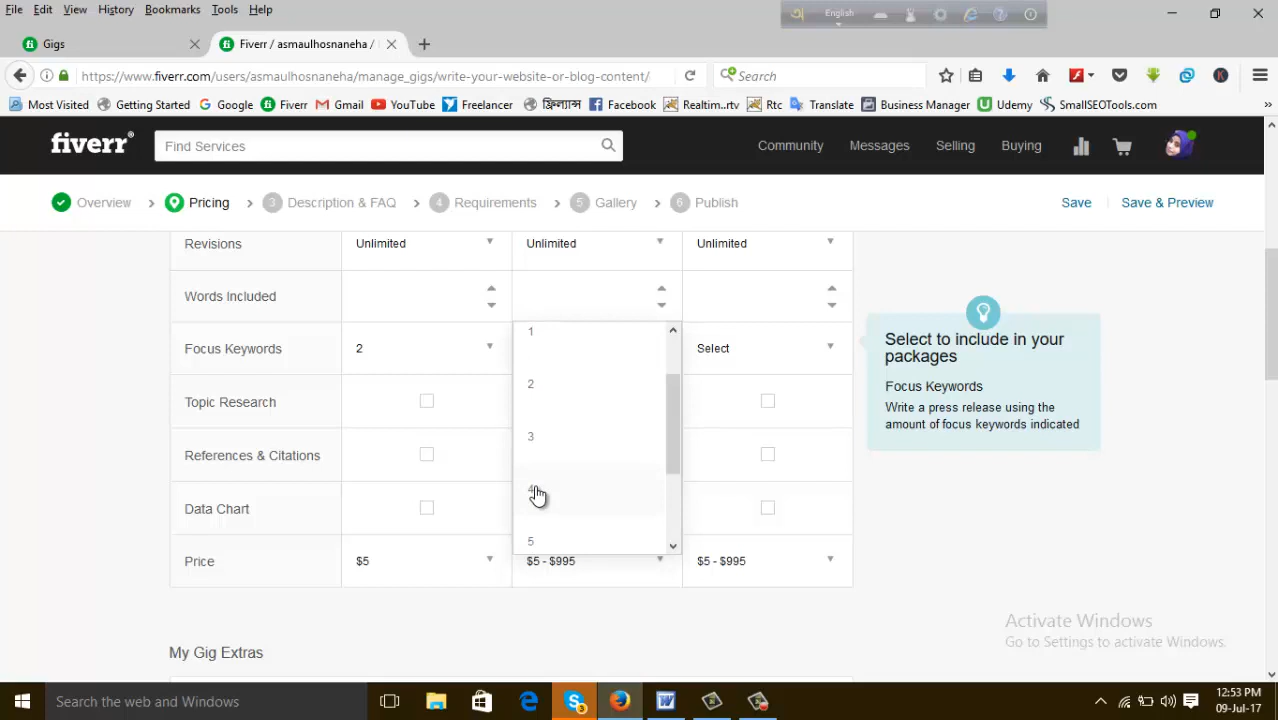 File Edit View History Bookmarks Tools Help
English
Gigs
Fiverr / asmaulhosnaneha /
https://www.fiverr.com/users/asmaulhosnaneha/manage_gigs/write-your-website-or-blog-content/
Search
Most Visited Getting Started Google Fiverr Gmail YouTube Freelancer ফ্রিল্যান্স Facebook Realtim..rtv Rtc Translate Business Manager Udemy SmallSEOTools.com
fiverr®
Find Services
Community Messages Selling Buying
Overview Pricing 3 Description & FAQ 4 Requirements 5 Gallery 6 Publish Save Save & Preview
Revisions Unlimited Unlimited Unlimited
Words Included
Focus Keywords 2 Select
Topic Research
References & Citations
Data Chart
Price $5 $5 - $995 $5 - $995
1
2
3
4
5
Select to include in your
packages
Focus Keywords
Write a press release using the
amount of focus keywords indicated
My Gig Extras
Activate Windows
Go to Settings to activate Windows.
Search the web and Windows
12:53 PM
09-Jul-17